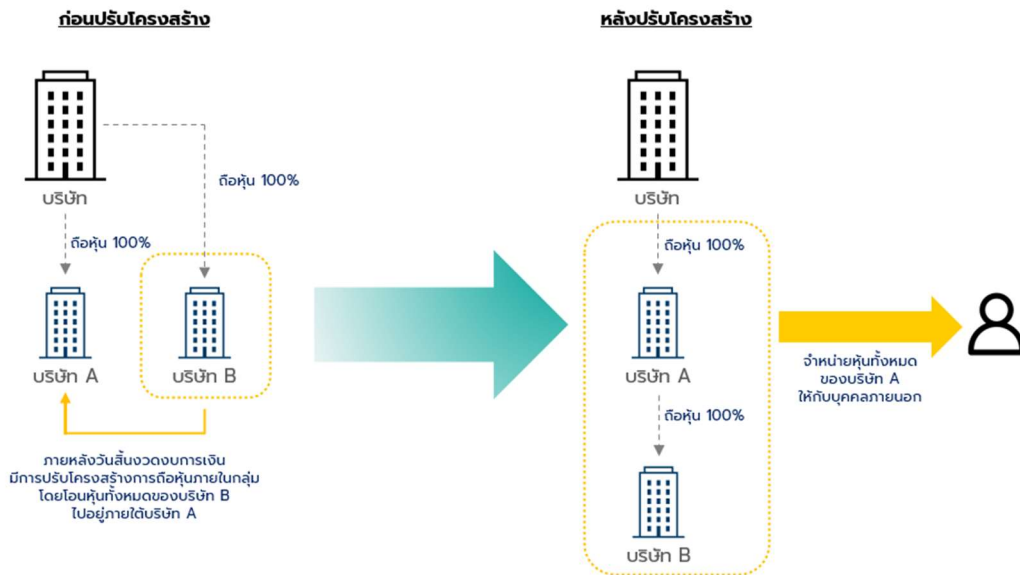 ก่อนปรับโครงสร้าง
บริษัท
ถือหุ้น 100%
ถือหุ้น 100%
บริษัท A
บริษัท B
ภายหลังวันสิ้นงวดงบการเงิน
มีการปรับโครงสร้างการถือหุ้นภายในกลุ่ม
โดยโอนหุ้นทั้งหมดของบริษัท B
ไปอยู่ภายใต้บริษัท A
หลังปรับโครงสร้าง
บริษัท
ถือหุ้น 100%
บริษัท A
ถือหุ้น 100%
บริษัท B
จำหน่ายหุ้นทั้งหมด
ของบริษัท A
ให้กับบุคคลภายนอก